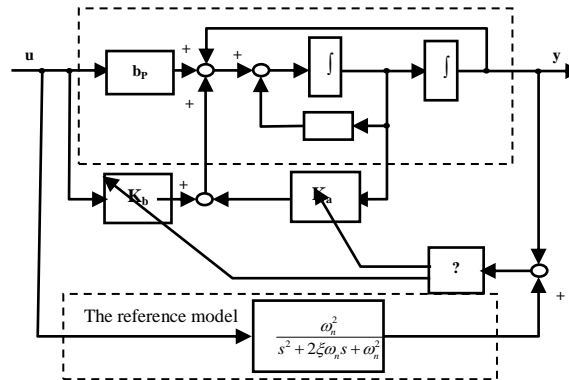 u
y
b_P
∫
∫
+
+
+
+
K_b
+
K_a
?
+
The reference model
ω_n^2
s^2 + 2ξω_n s + ω_n^2